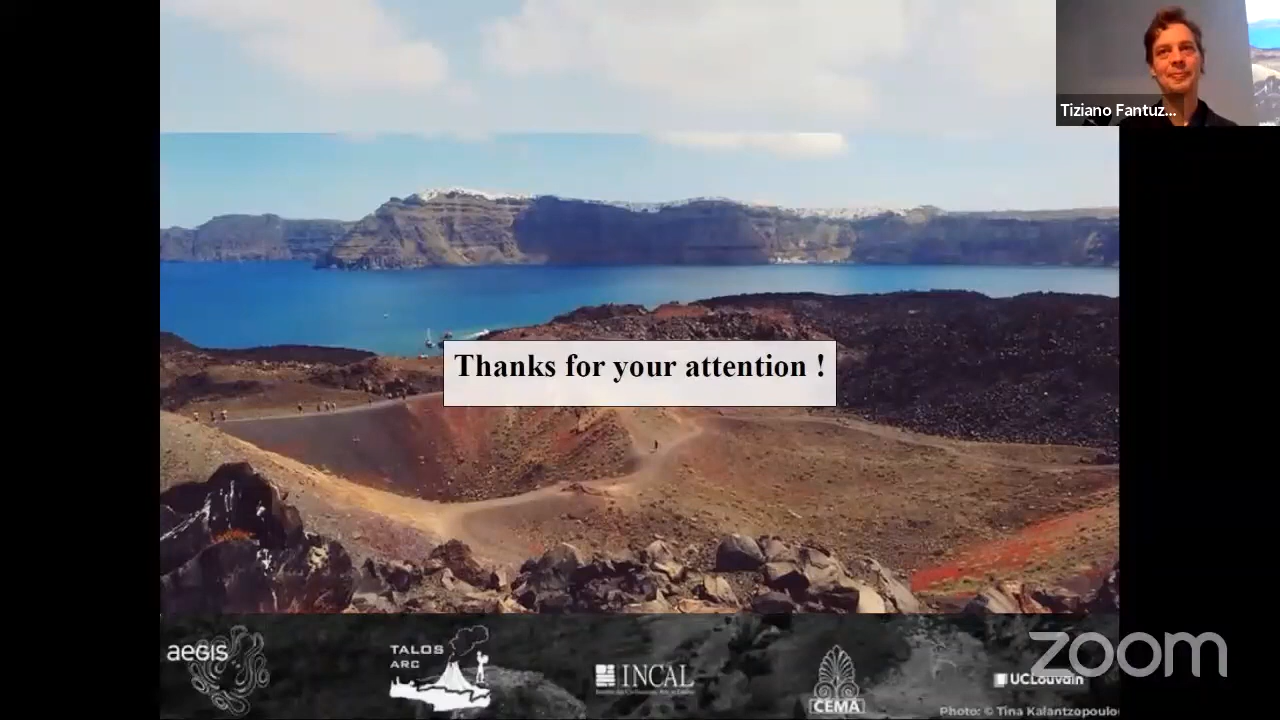 Tiziano Fantuz...
Thanks for your attention !
aegis
TALOS
ARC
INCAL
CEMA
UCLouvain
zoom
Photo: © Tina Kalantzopoulo